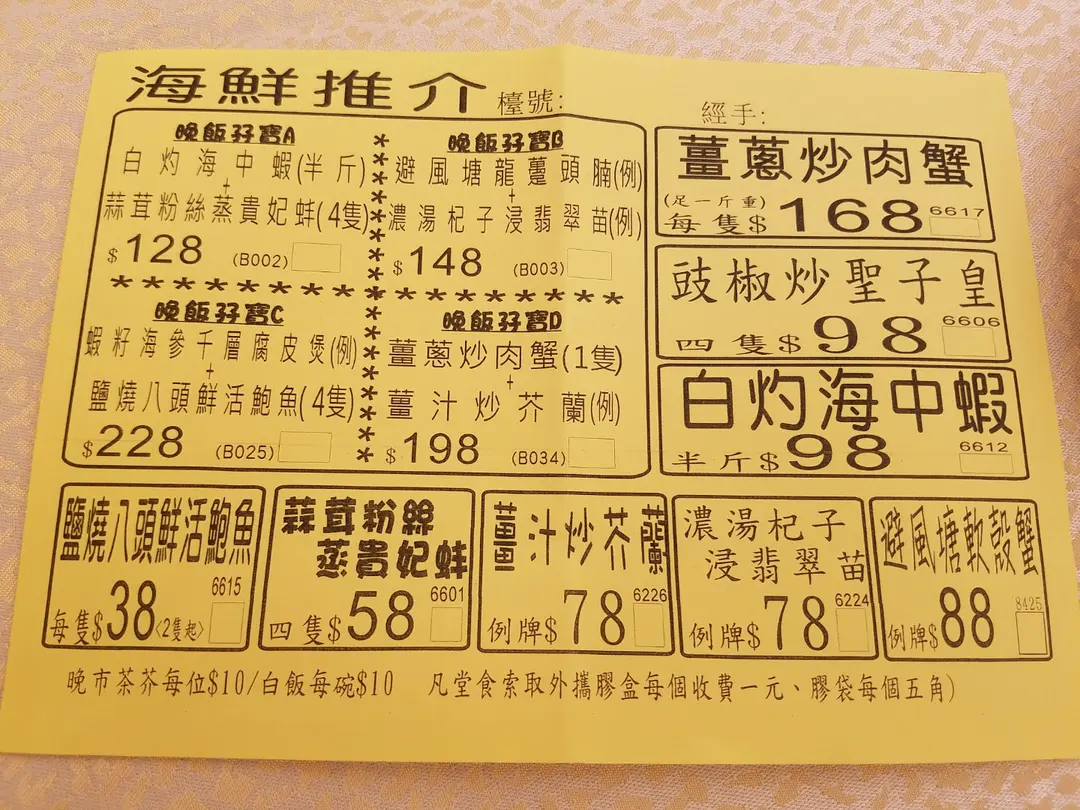 海鮮推介
檯號:
經手:
晚飯孖寶A
白灼海中蝦(半斤)
+
蒜茸粉絲蒸貴妃蚌(4隻)
$128 (B002)
晚飯孖寶B
避風塘龍躉頭腩(例)
+
濃湯杞子浸翡翠苗(例)
$148 (B003)
* * * * * * * * * * * * * * * * *
晚飯孖寶C
蝦籽海參千層腐皮煲(例)
+
鹽燒八頭鮮活鮑魚(4隻)
$228 (B025)
晚飯孖寶D
薑蔥炒肉蟹(1隻)
+
薑汁炒芥蘭(例)
$198 (B034)
薑蔥炒肉蟹
(足一斤重)
每隻$168 6617
豉椒炒聖子皇
四隻$98 6606
白灼海中蝦
半斤$98 6612
鹽燒八頭鮮活鮑魚
每隻$38<2隻起> 6615
蒜茸粉絲
蒸貴妃蚌
四隻$58 6601
薑汁炒芥蘭
例牌$78 6226
濃湯杞子
浸翡翠苗
例牌$78 6224
避風塘軟殼蟹
例牌$88 8425
晚市茶芥每位$10/白飯每碗$10 凡堂食索取外攜膠盒每個收費一元、膠袋每個五角)